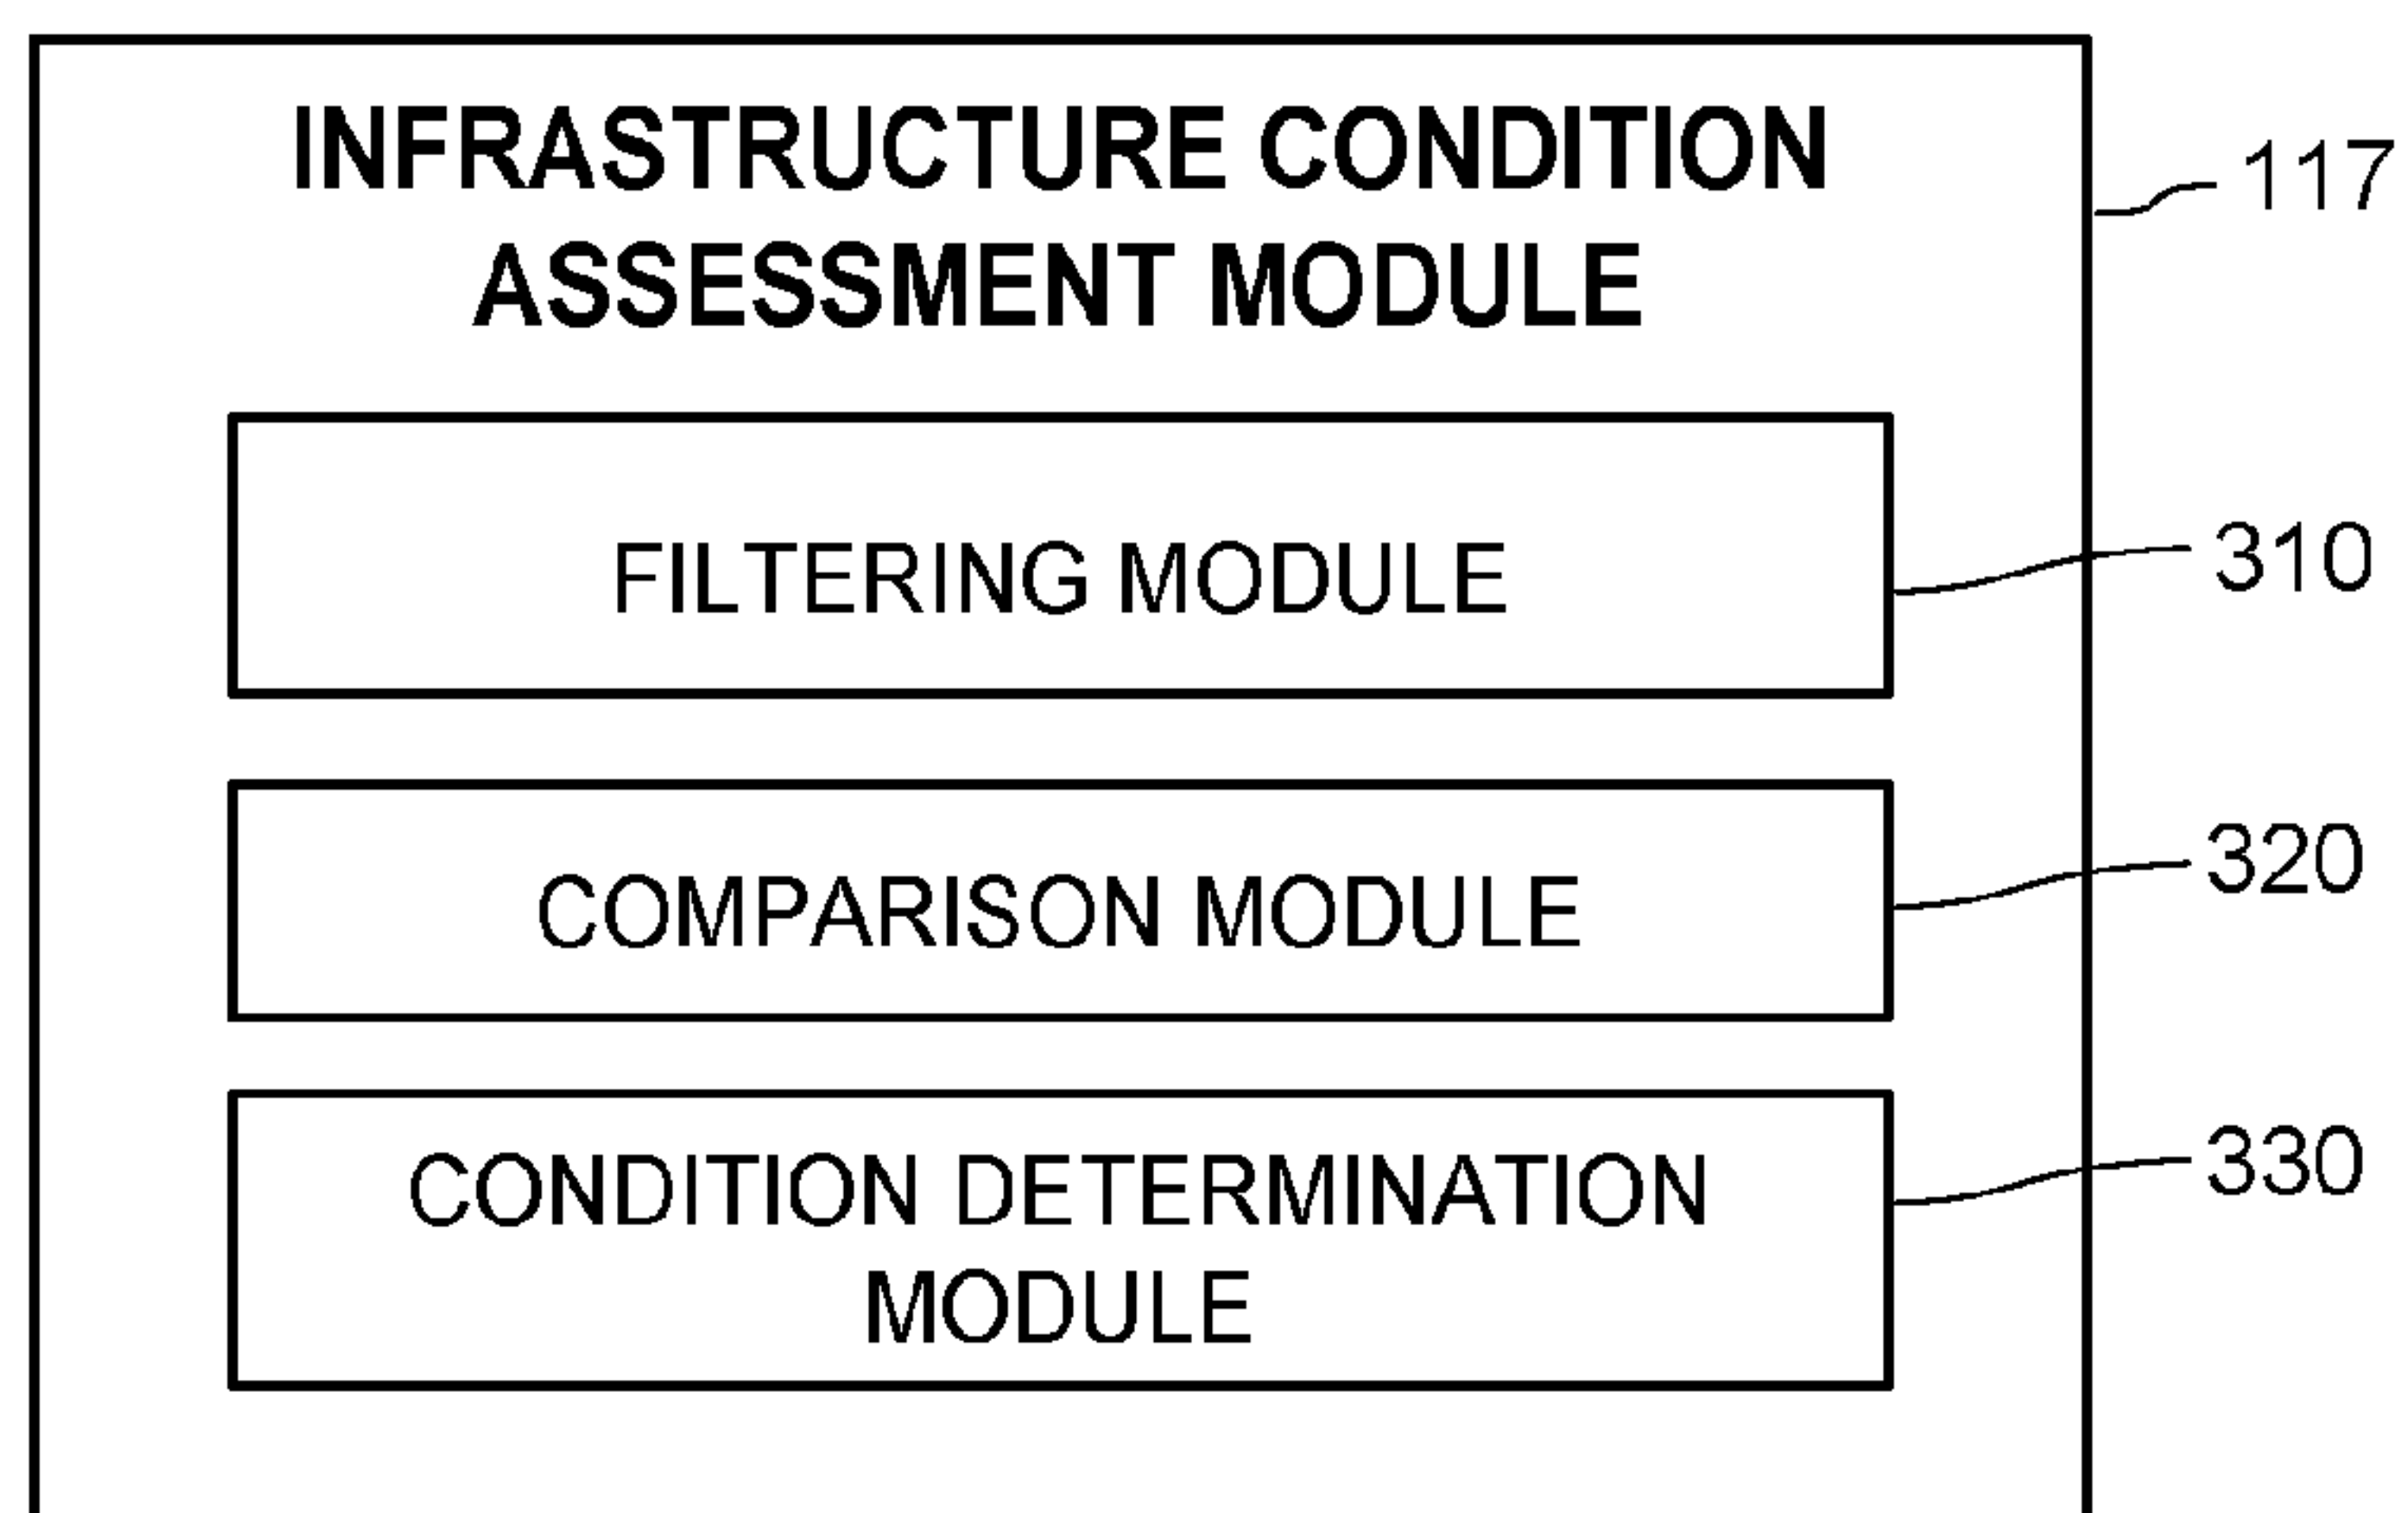 INFRASTRUCTURE CONDITION
ASSESSMENT MODULE
117
FILTERING MODULE
310
COMPARISON MODULE
320
CONDITION DETERMINATION
MODULE
330